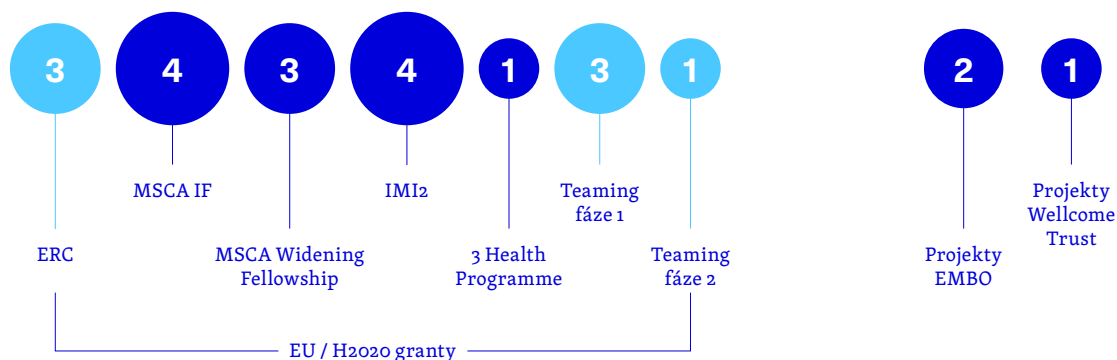 3
4
3
4
1
3
1
2
1
MSCA IF
IMI2
Teaming
fáze 1
Projekty
Wellcome
Trust
ERC
MSCA Widening
Fellowship
3 Health
Programme
Teaming
fáze 2
Projekty
EMBO
EU / H2020 granty